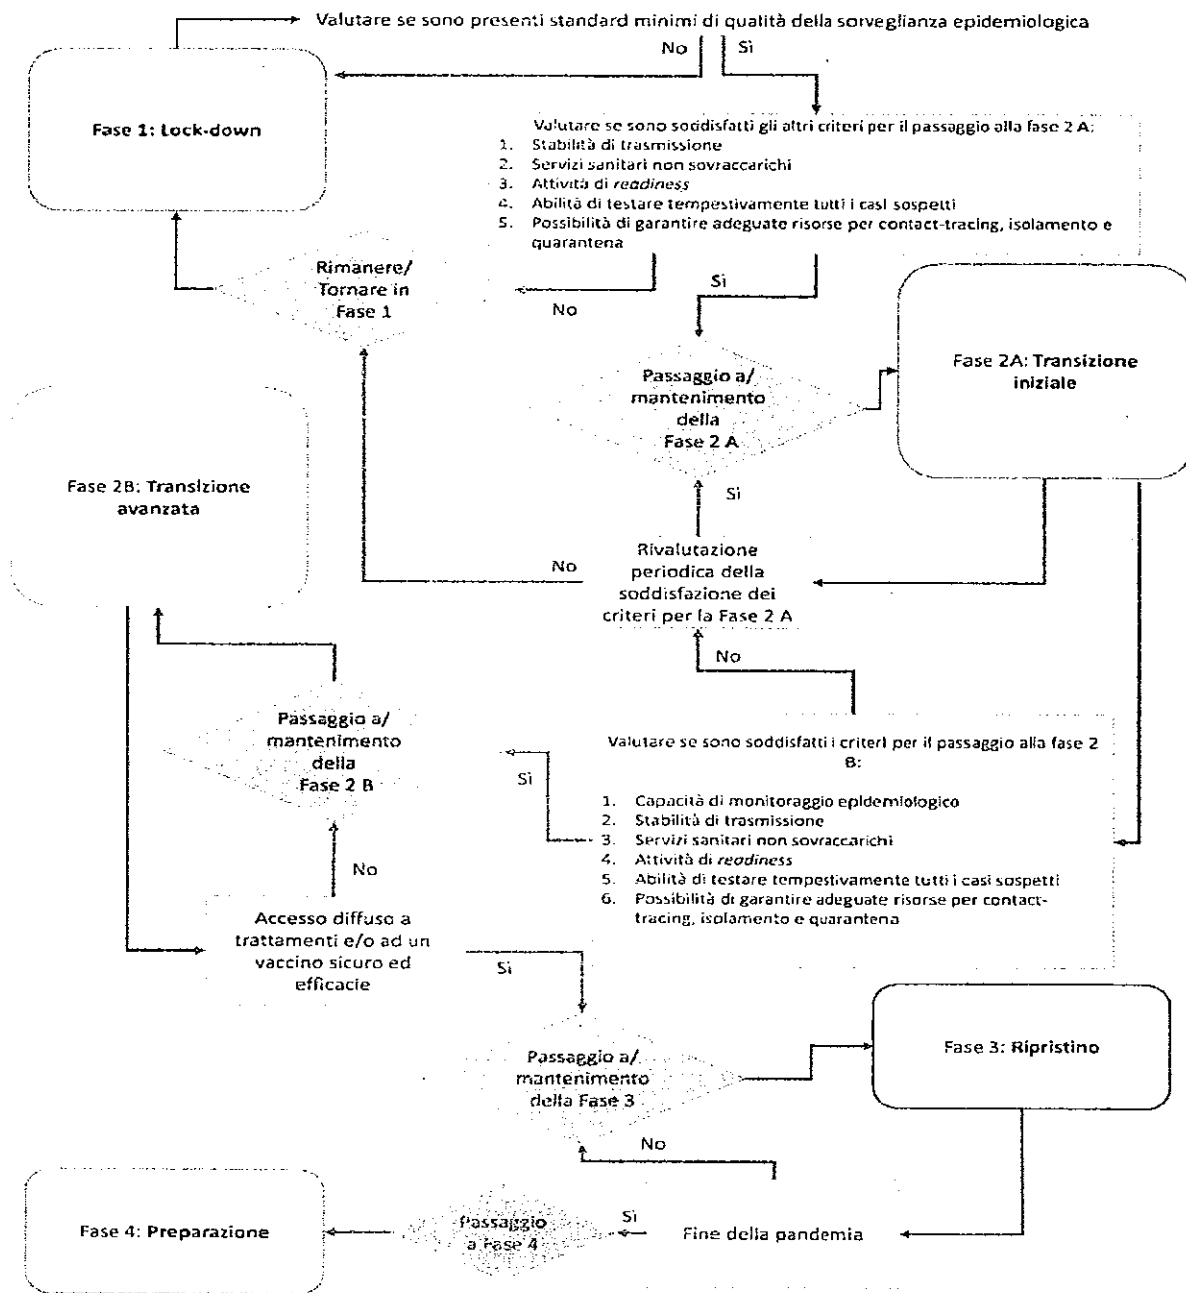 Valutare se sono presenti standard minimi di qualità della sorveglianza epidemiologica
No
Sì
Fase 1: Lock-down
Valutare se sono soddisfatti gli altri criteri per il passaggio alla fase 2 A:
1. Stabilità di trasmissione
2. Servizi sanitari non sovraccarichi
3. Attività di readiness
4. Abilità di testare tempestivamente tutti i casi sospetti
5. Possibilità di garantire adeguate risorse per contact-tracing, isolamento e
quarantena
Rimanere/
Tornare in
Fase 1
No
Sì
Passaggio a/
mantenimento
della
Fase 2 A
Fase 2A: Transizione
iniziale
Fase 2B: Transizione
avanzata
Sì
Rivalutazione
periodica della
soddisfazione dei
criteri per la Fase 2 A
No
No
Passaggio a/
mantenimento
della
Fase 2 B
Sì
Valutare se sono soddisfatti i criteri per il passaggio alla fase 2
B:
1. Capacità di monitoraggio epidemiologico
2. Stabilità di trasmissione
3. Servizi sanitari non sovraccarichi
4. Attività di readiness
5. Abilità di testare tempestivamente tutti i casi sospetti
6. Possibilità di garantire adeguate risorse per contact-
tracing, isolamento e quarantena
No
Accesso diffuso a
trattamenti e/o ad un
vaccino sicuro ed
efficacie
Sì
Passaggio a/
mantenimento
della Fase 3
Fase 3: Ripristino
No
Fase 4: Preparazione
Passaggio
a Fase 4
Sì
Fine della pandemia